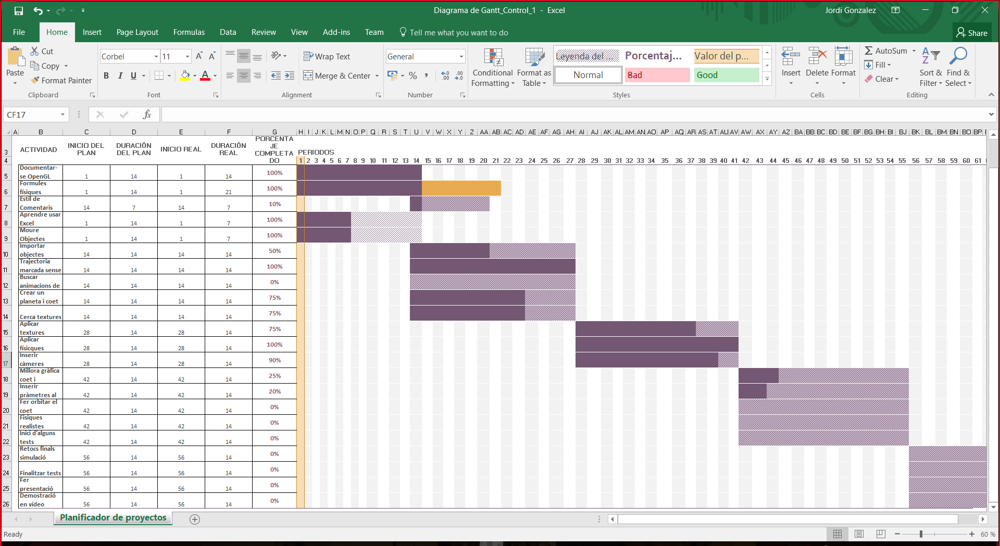 Diagrama de Gantt_Control_1 - Excel
Jordi Gonzalez
File Home Insert Page Layout Formulas Data Review View Add-ins Team Tell me what you want to do
Share
Paste
Cut
Copy
Format Painter
Clipboard
Corbel 11 A A
B I U A
Font
Wrap Text
Merge & Center
Alignment
General
% , .00 .0
Number
Conditional Formatting
Format as Table
Leyenda del ... Porcentaj... Valor del p...
Normal Bad Good
Styles
Insert Delete Format
Cells
AutoSum
Fill
Clear
Sort & Filter
Find & Select
Editing
CF17
fx
A B C D E F G H I J K L M N O P Q R S T U V W X Y Z AA AB AC AD AE AF AG AH AI AJ AK AL AM AN AO AP AQ AR AS AT AU AV AW AX AY AZ BA BB BC BD BE BF BG BH BI BJ BK BL BM BN BO BP
3 ACTIVIDAD INICIO DEL PLAN DURACIÓN DEL PLAN INICIO REAL DURACIÓN REAL PORCENTAJE COMPLETADO PERIODOS
4 1 2 3 4 5 6 7 8 9 10 11 12 13 14 15 16 17 18 19 20 21 22 23 24 25 26 27 28 29 30 31 32 33 34 35 36 37 38 39 40 41 42 43 44 45 46 47 48 49 50 51 52 53 54 55 56 57 58 59 60 61
5 Documentar-se OpenGL 1 14 1 14 100%
6 Formules físiques 1 14 1 21 100%
7 Estil de Comentaris 14 7 14 7 10%
8 Aprendre usar Excel 1 14 1 7 100%
9 Moure Objectes 1 14 1 7 100%
10 Importar objectes 14 14 14 14 50%
11 Trajectoria marcada sense 14 14 14 14 100%
12 Buscar animacions de 14 14 14 14 0%
13 Crear un planeta i coet 14 14 14 14 75%
14 Cerca textures 14 14 14 14 75%
15 Aplicar textures 28 14 28 14 75%
16 Aplicar físicques 28 14 28 14 100%
17 Inserir càmeres 28 14 28 14 90%
18 Millora gràfica coet i 42 14 42 14 25%
19 Inserir pràmetres al 42 14 42 14 20%
20 Fer orbitar el coet 42 14 42 14 0%
21 Fisiques realistes 42 14 42 14 0%
22 Inici d'alguns tests 42 14 42 14 0%
23 Retocs finals simulació 56 14 56 14 0%
24 Finalitzar tests 56 14 56 14 0%
25 Fer presentació 56 14 56 14 0%
26 Demostració en vídeo 56 14 56 14 0%
Planificador de proyectos
Ready
60 %